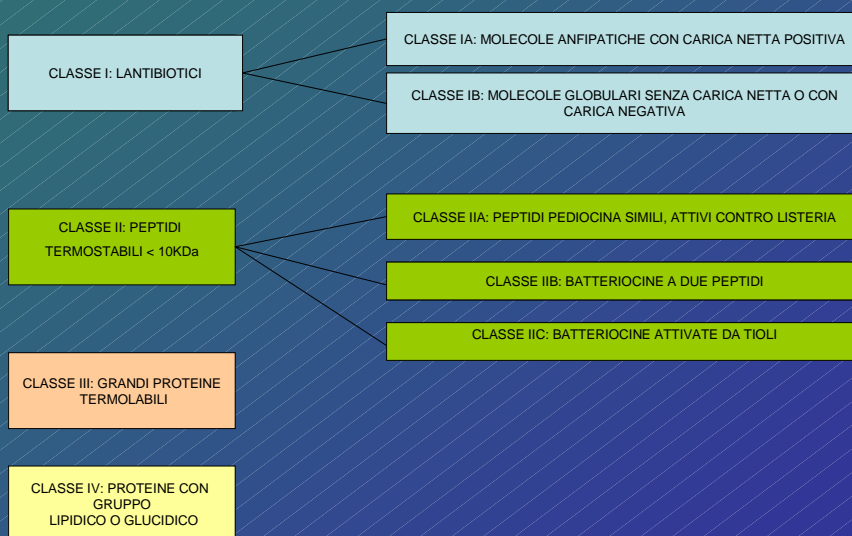 CLASSE I: LANTIBIOTICI
CLASSE IA: MOLECOLE ANFIPATICHE CON CARICA NETTA POSITIVA
CLASSE IB: MOLECOLE GLOBULARI SENZA CARICA NETTA O CON
CARICA NEGATIVA
CLASSE II: PEPTIDI
TERMOSTABILI < 10KDa
CLASSE IIA: PEPTIDI PEDIOCINA SIMILI, ATTIVI CONTRO LISTERIA
CLASSE IIB: BATTERIOCINE A DUE PEPTIDI
CLASSE IIC: BATTERIOCINE ATTIVATE DA TIOLI
CLASSE III: GRANDI PROTEINE
TERMOLABILI
CLASSE IV: PROTEINE CON
GRUPPO
LIPIDICO O GLUCIDICO